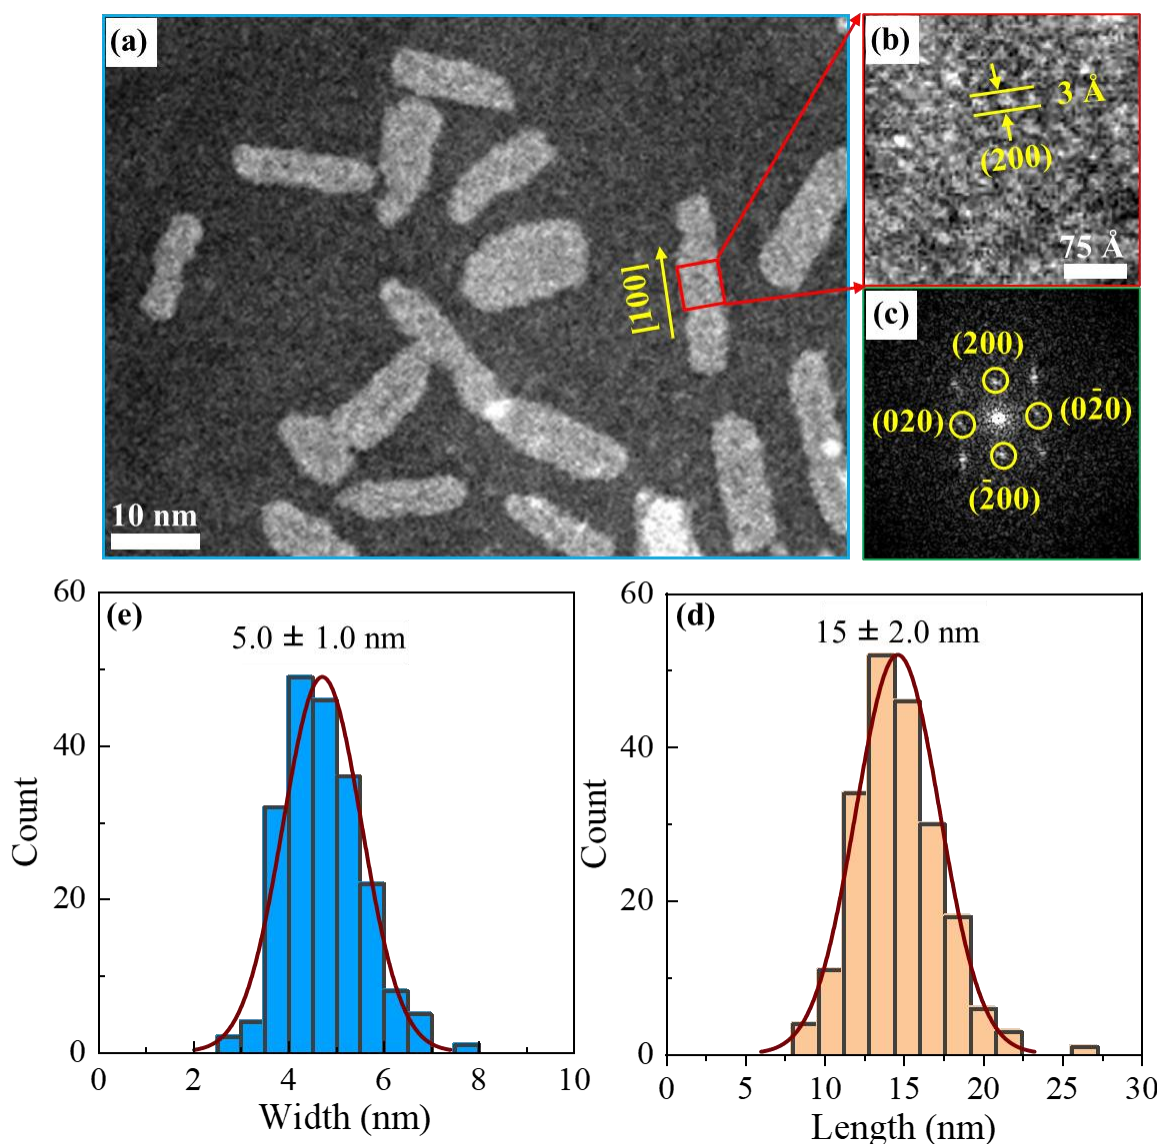 (a)
[100]
10 nm
(b)
3 Å
(200)
75 Å
(c)
(200)
(020)
(02̄0)
(2̄00)
(e)
5.0 ± 1.0 nm
60
40
20
0
Count
0 2 4 6 8 10
Width (nm)
(d)
15 ± 2.0 nm
60
40
20
0
Count
0 5 10 15 20 25 30
Length (nm)